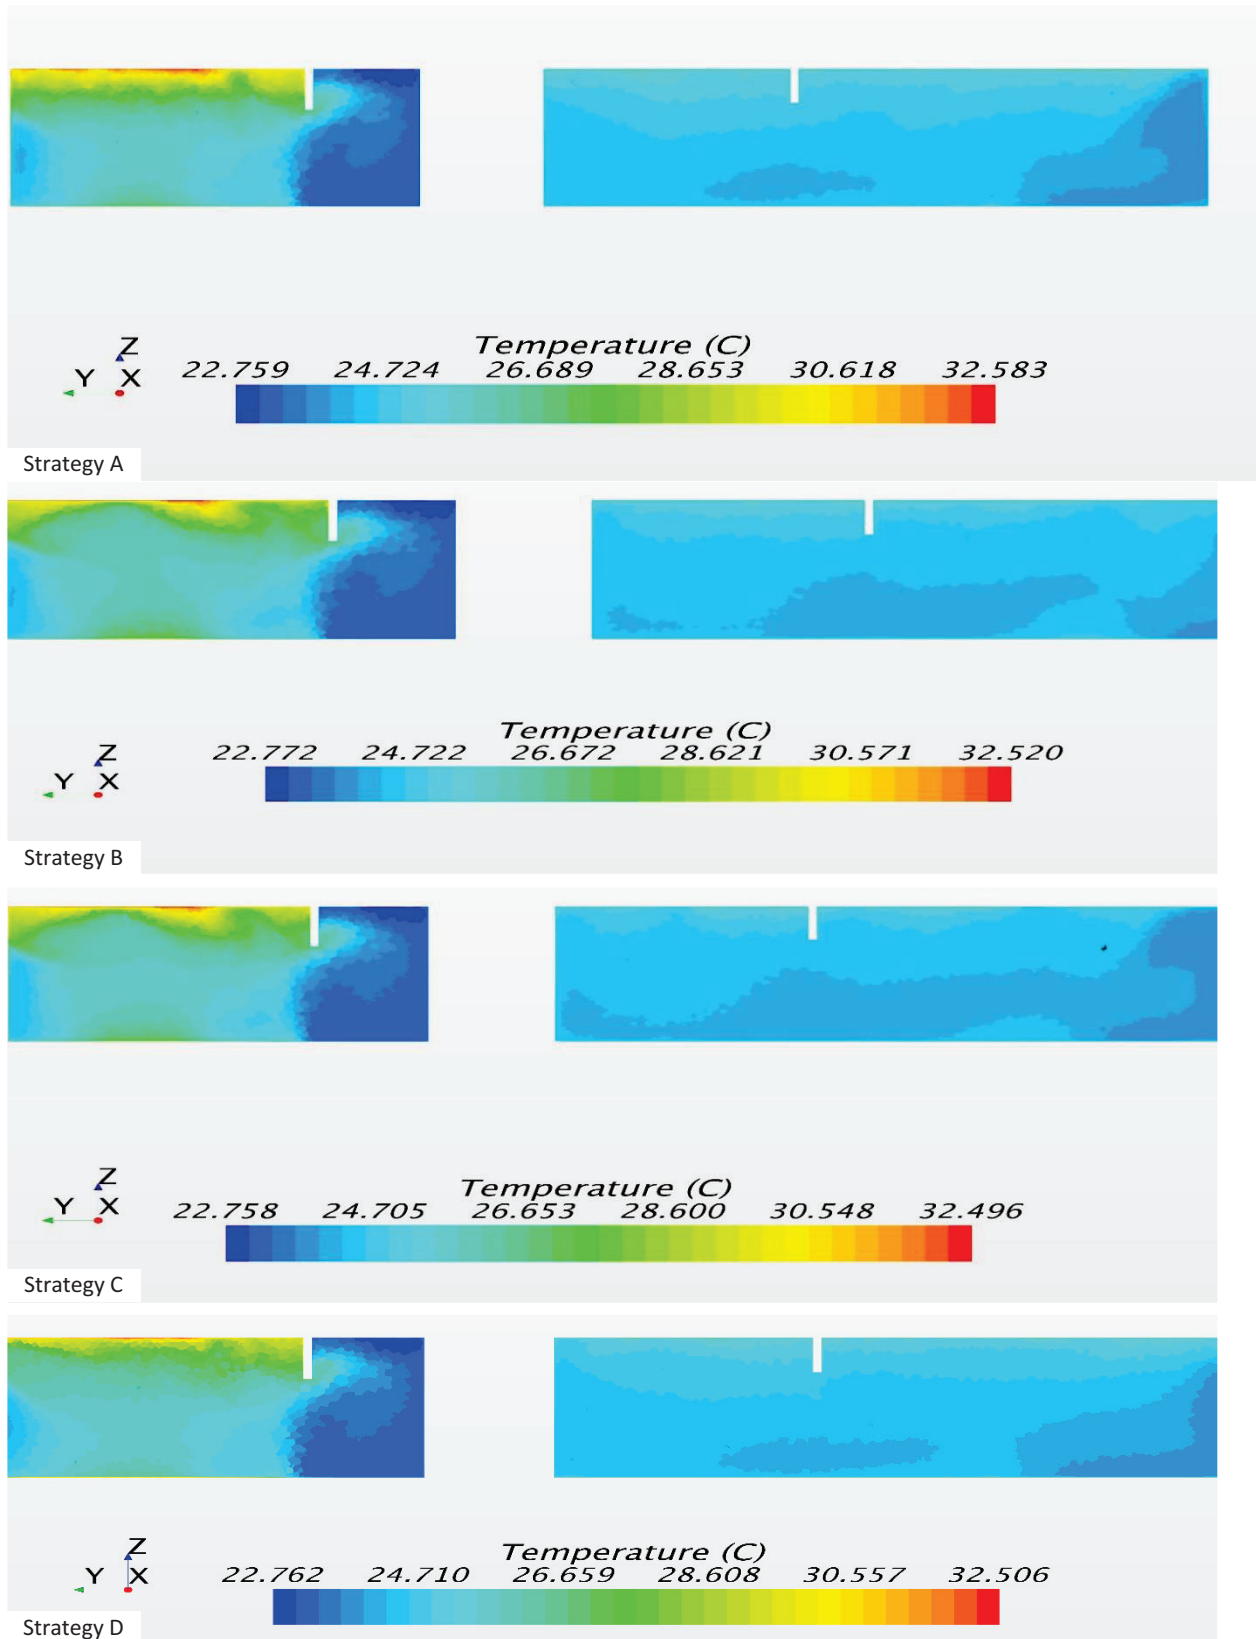 Temperature (C)
Z
22.759 24.724 26.689 28.653 30.618 32.583
Y X
Strategy A
Temperature (C)
Z
22.772 24.722 26.672 28.621 30.571 32.520
Y X
Strategy B
Z
Temperature (C)
Y X
22.758 24.705 26.653 28.600 30.548 32.496
Strategy C
Z
Temperature (C)
Y X
22.762 24.710 26.659 28.608 30.557 32.506
Strategy D